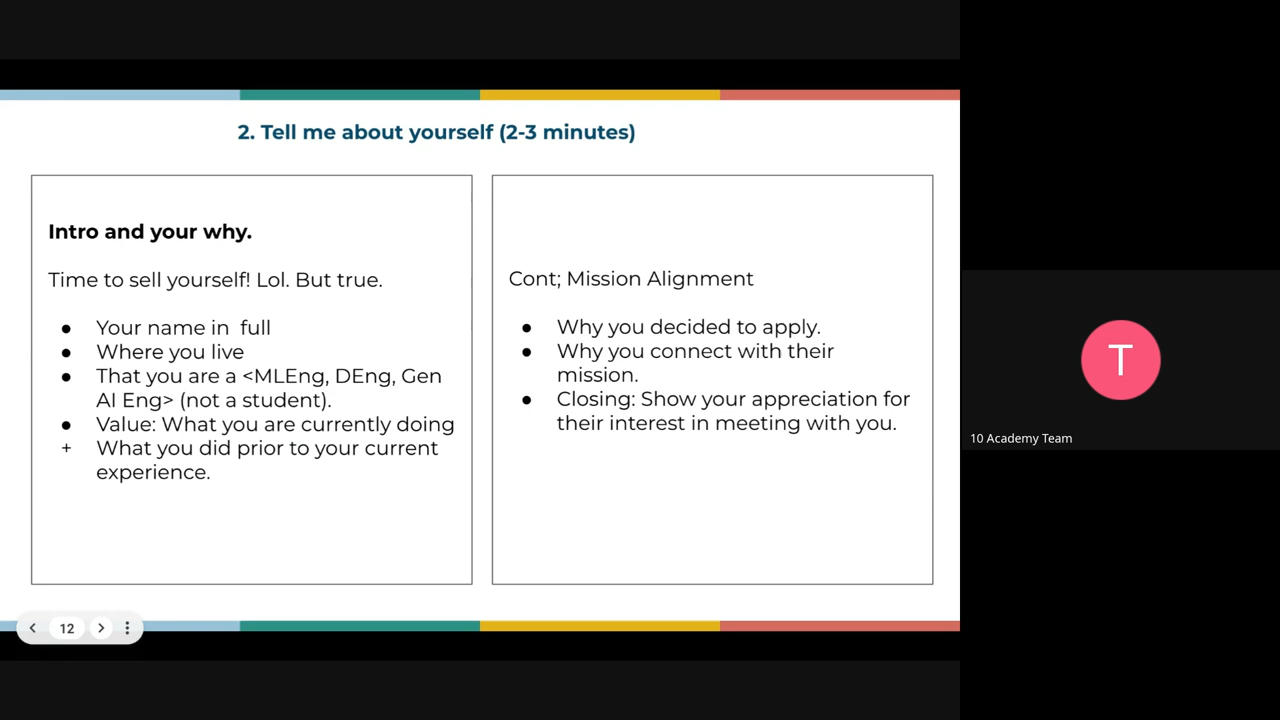 2. Tell me about yourself (2-3 minutes)
Intro and your why.
Time to sell yourself! Lol. But true.
● Your name in  full
● Where you live
● That you are a <MLEng, DEng, Gen
AI Eng> (not a student).
● Value: What you are currently doing
+ What you did prior to your current
experience.
Cont; Mission Alignment
● Why you decided to apply.
● Why you connect with their
mission.
● Closing: Show your appreciation for
their interest in meeting with you.
12
T
10 Academy Team